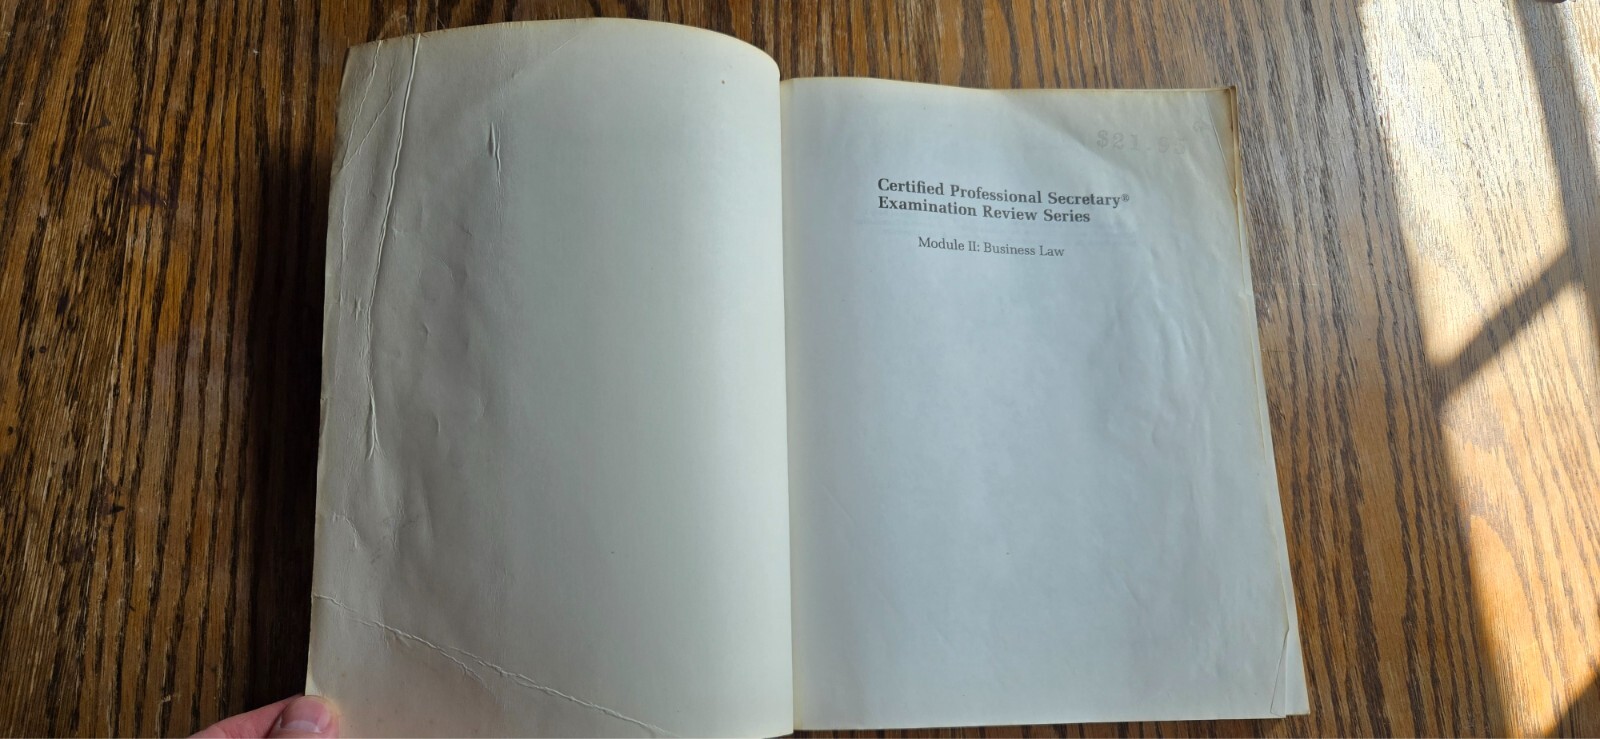 Certified Professional Secretary®
Examination Review Series
Module II: Business Law